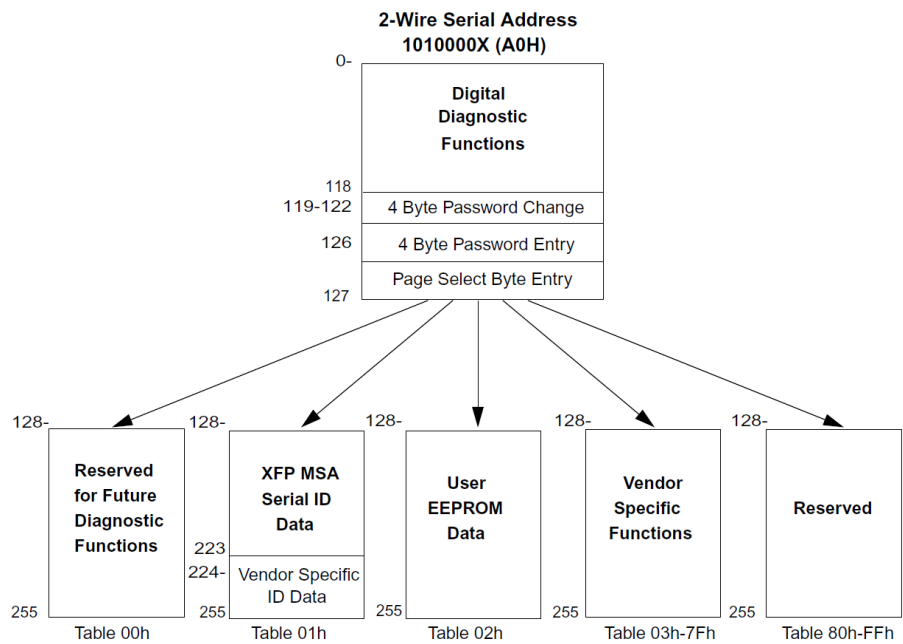 2-Wire Serial Address
1010000X (A0H)
0-
Digital
Diagnostic
Functions
118
119-122
4 Byte Password Change
126
4 Byte Password Entry
Page Select Byte Entry
127
128-
Reserved
for Future
Diagnostic
Functions
255
Table 00h
128-
XFP MSA
Serial ID
Data
223
224-
Vendor Specific
ID Data
255
Table 01h
128-
User
EEPROM
Data
255
Table 02h
128-
Vendor
Specific
Functions
255
Table 03h-7Fh
128-
Reserved
255
Table 80h-FFh